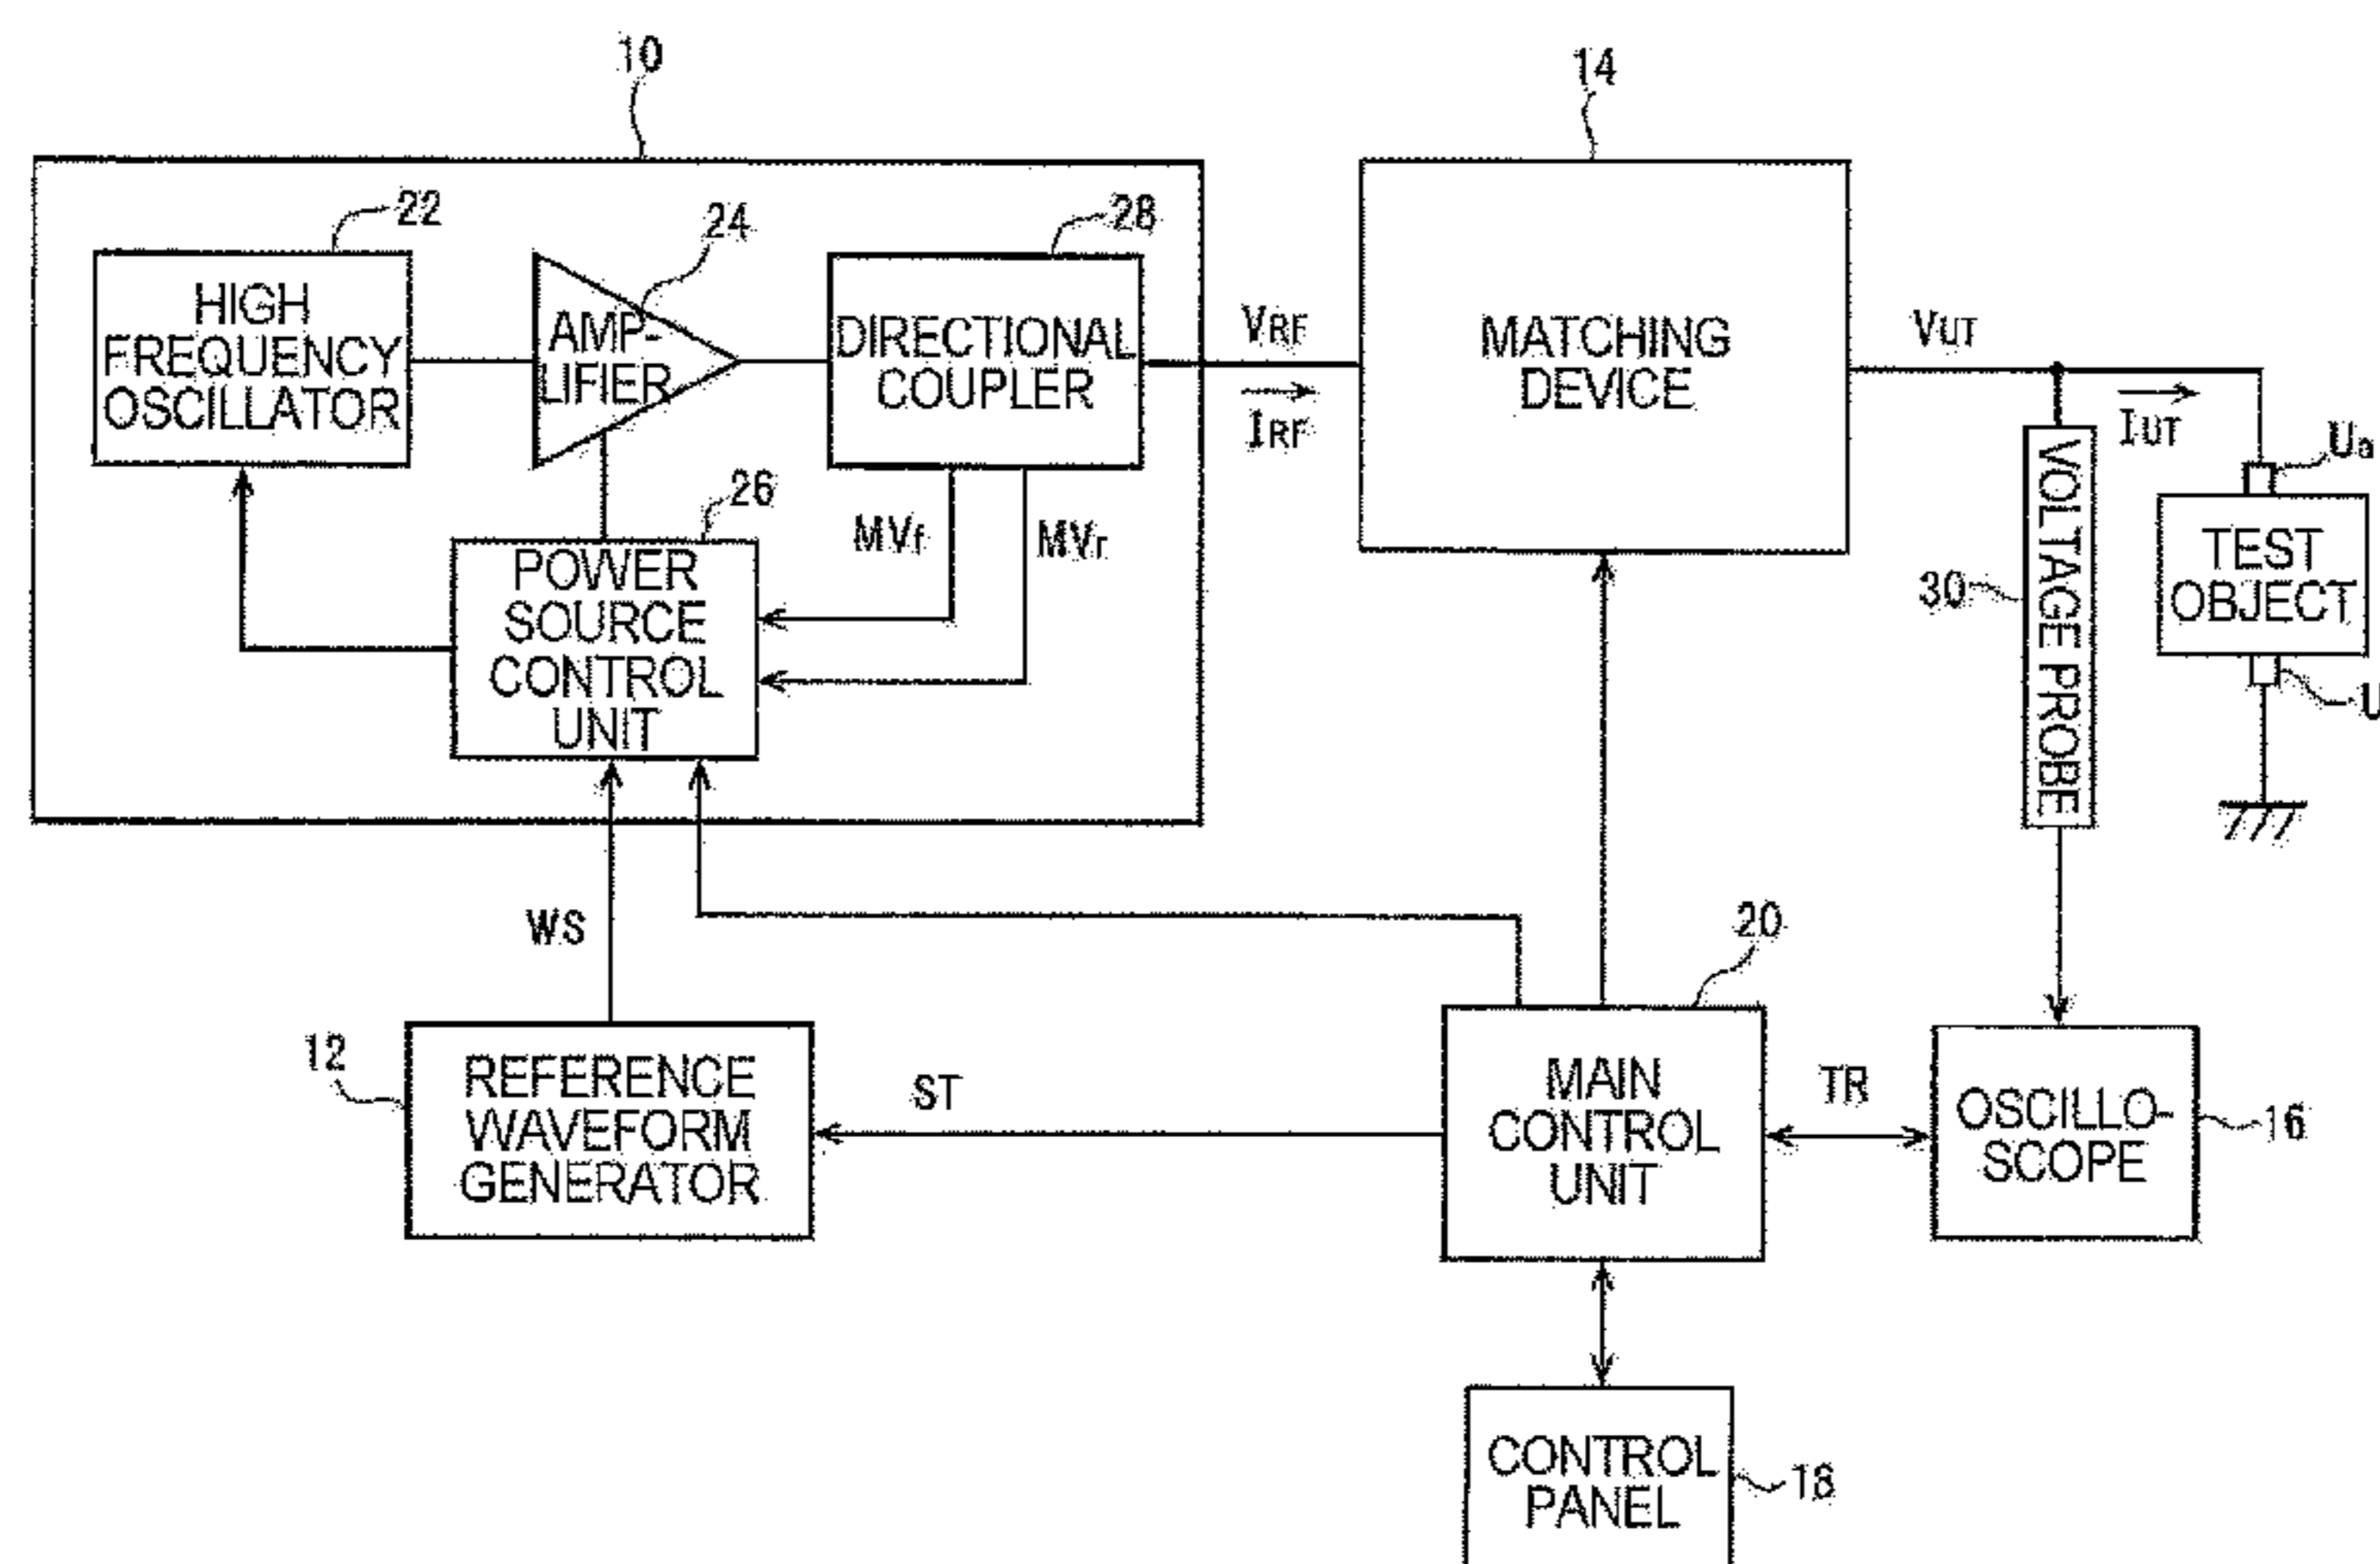 10
14
22
24
28
HIGH
FREQUENCY
OSCILLATOR
AMP-
LIFIER
DIRECTIONAL
COUPLER
VRF
IRF
MATCHING
DEVICE
VUT
IUT
Ua
26
MVf
MVr
POWER
SOURCE
CONTROL
UNIT
30
VOLTAGE PROBE
TEST
OBJECT
U
WS
20
12
REFERENCE
WAVEFORM
GENERATOR
ST
MAIN
CONTROL
UNIT
TR
OSCILLO-
SCOPE
16
CONTROL
PANEL
18